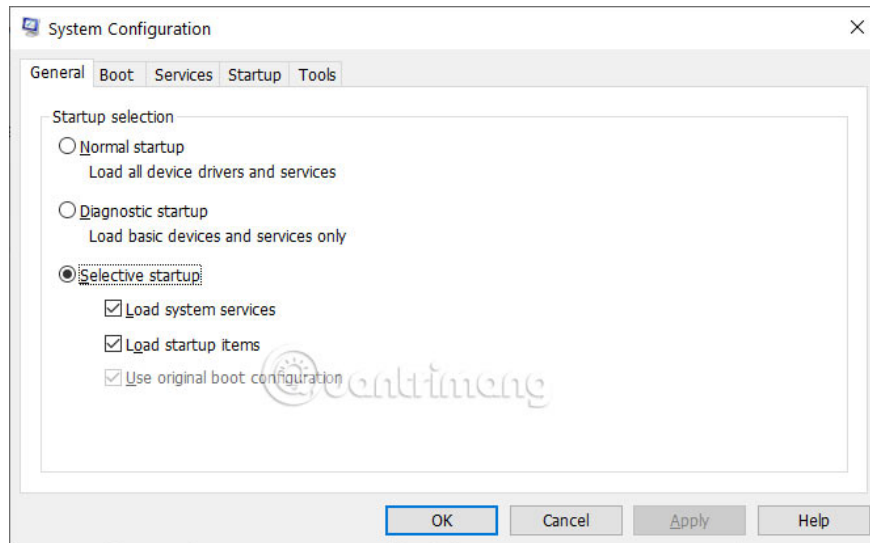 System Configuration
General Boot Services Startup Tools
Startup selection
Normal startup
Load all device drivers and services
Diagnostic startup
Load basic devices and services only
Selective startup
Load system services
Load startup items
Use original boot configuration
uantrimang
OK Cancel Apply Help